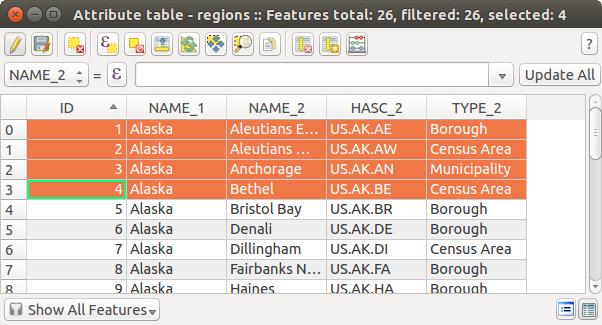 Attribute table - regions :: Features total: 26, filtered: 26, selected: 4
?
NAME_2 = ε Update All
ID NAME_1 NAME_2 HASC_2 TYPE_2
0 1 Alaska Aleutians E... US.AK.AE Borough
1 2 Alaska Aleutians ... US.AK.AW Census Area
2 3 Alaska Anchorage US.AK.AN Municipality
3 4 Alaska Bethel US.AK.BE Census Area
4 5 Alaska Bristol Bay US.AK.BR Borough
5 6 Alaska Denali US.AK.DE Borough
6 7 Alaska Dillingham US.AK.DI Census Area
7 8 Alaska Fairbanks N... US.AK.FA Borough
8 9 Alaska Haines US.AK.HA Borough
Show All Features